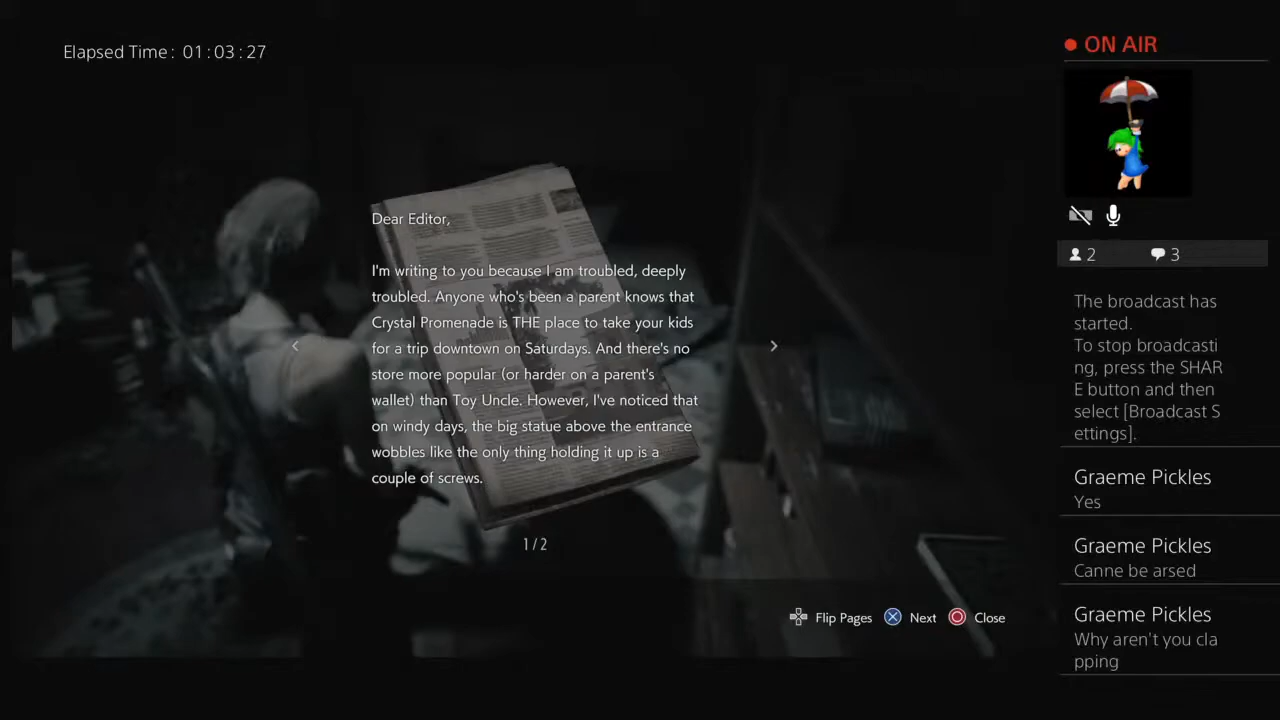 Elapsed Time: 01:03:27
ON AIR
2 3
Dear Editor,
I'm writing to you because I am troubled, deeply
troubled. Anyone who's been a parent knows that
Crystal Promenade is THE place to take your kids
for a trip downtown on Saturdays. And there's no
store more popular (or harder on a parent's
wallet) than Toy Uncle. However, I've noticed that
on windy days, the big statue above the entrance
wobbles like the only thing holding it up is a
couple of screws.
1/2
Flip Pages Next Close
The broadcast has
started.
To stop broadcasti
ng, press the SHAR
E button and then
select [Broadcast S
ettings].
Graeme Pickles
Yes
Graeme Pickles
Canne be arsed
Graeme Pickles
Why aren't you cla
pping